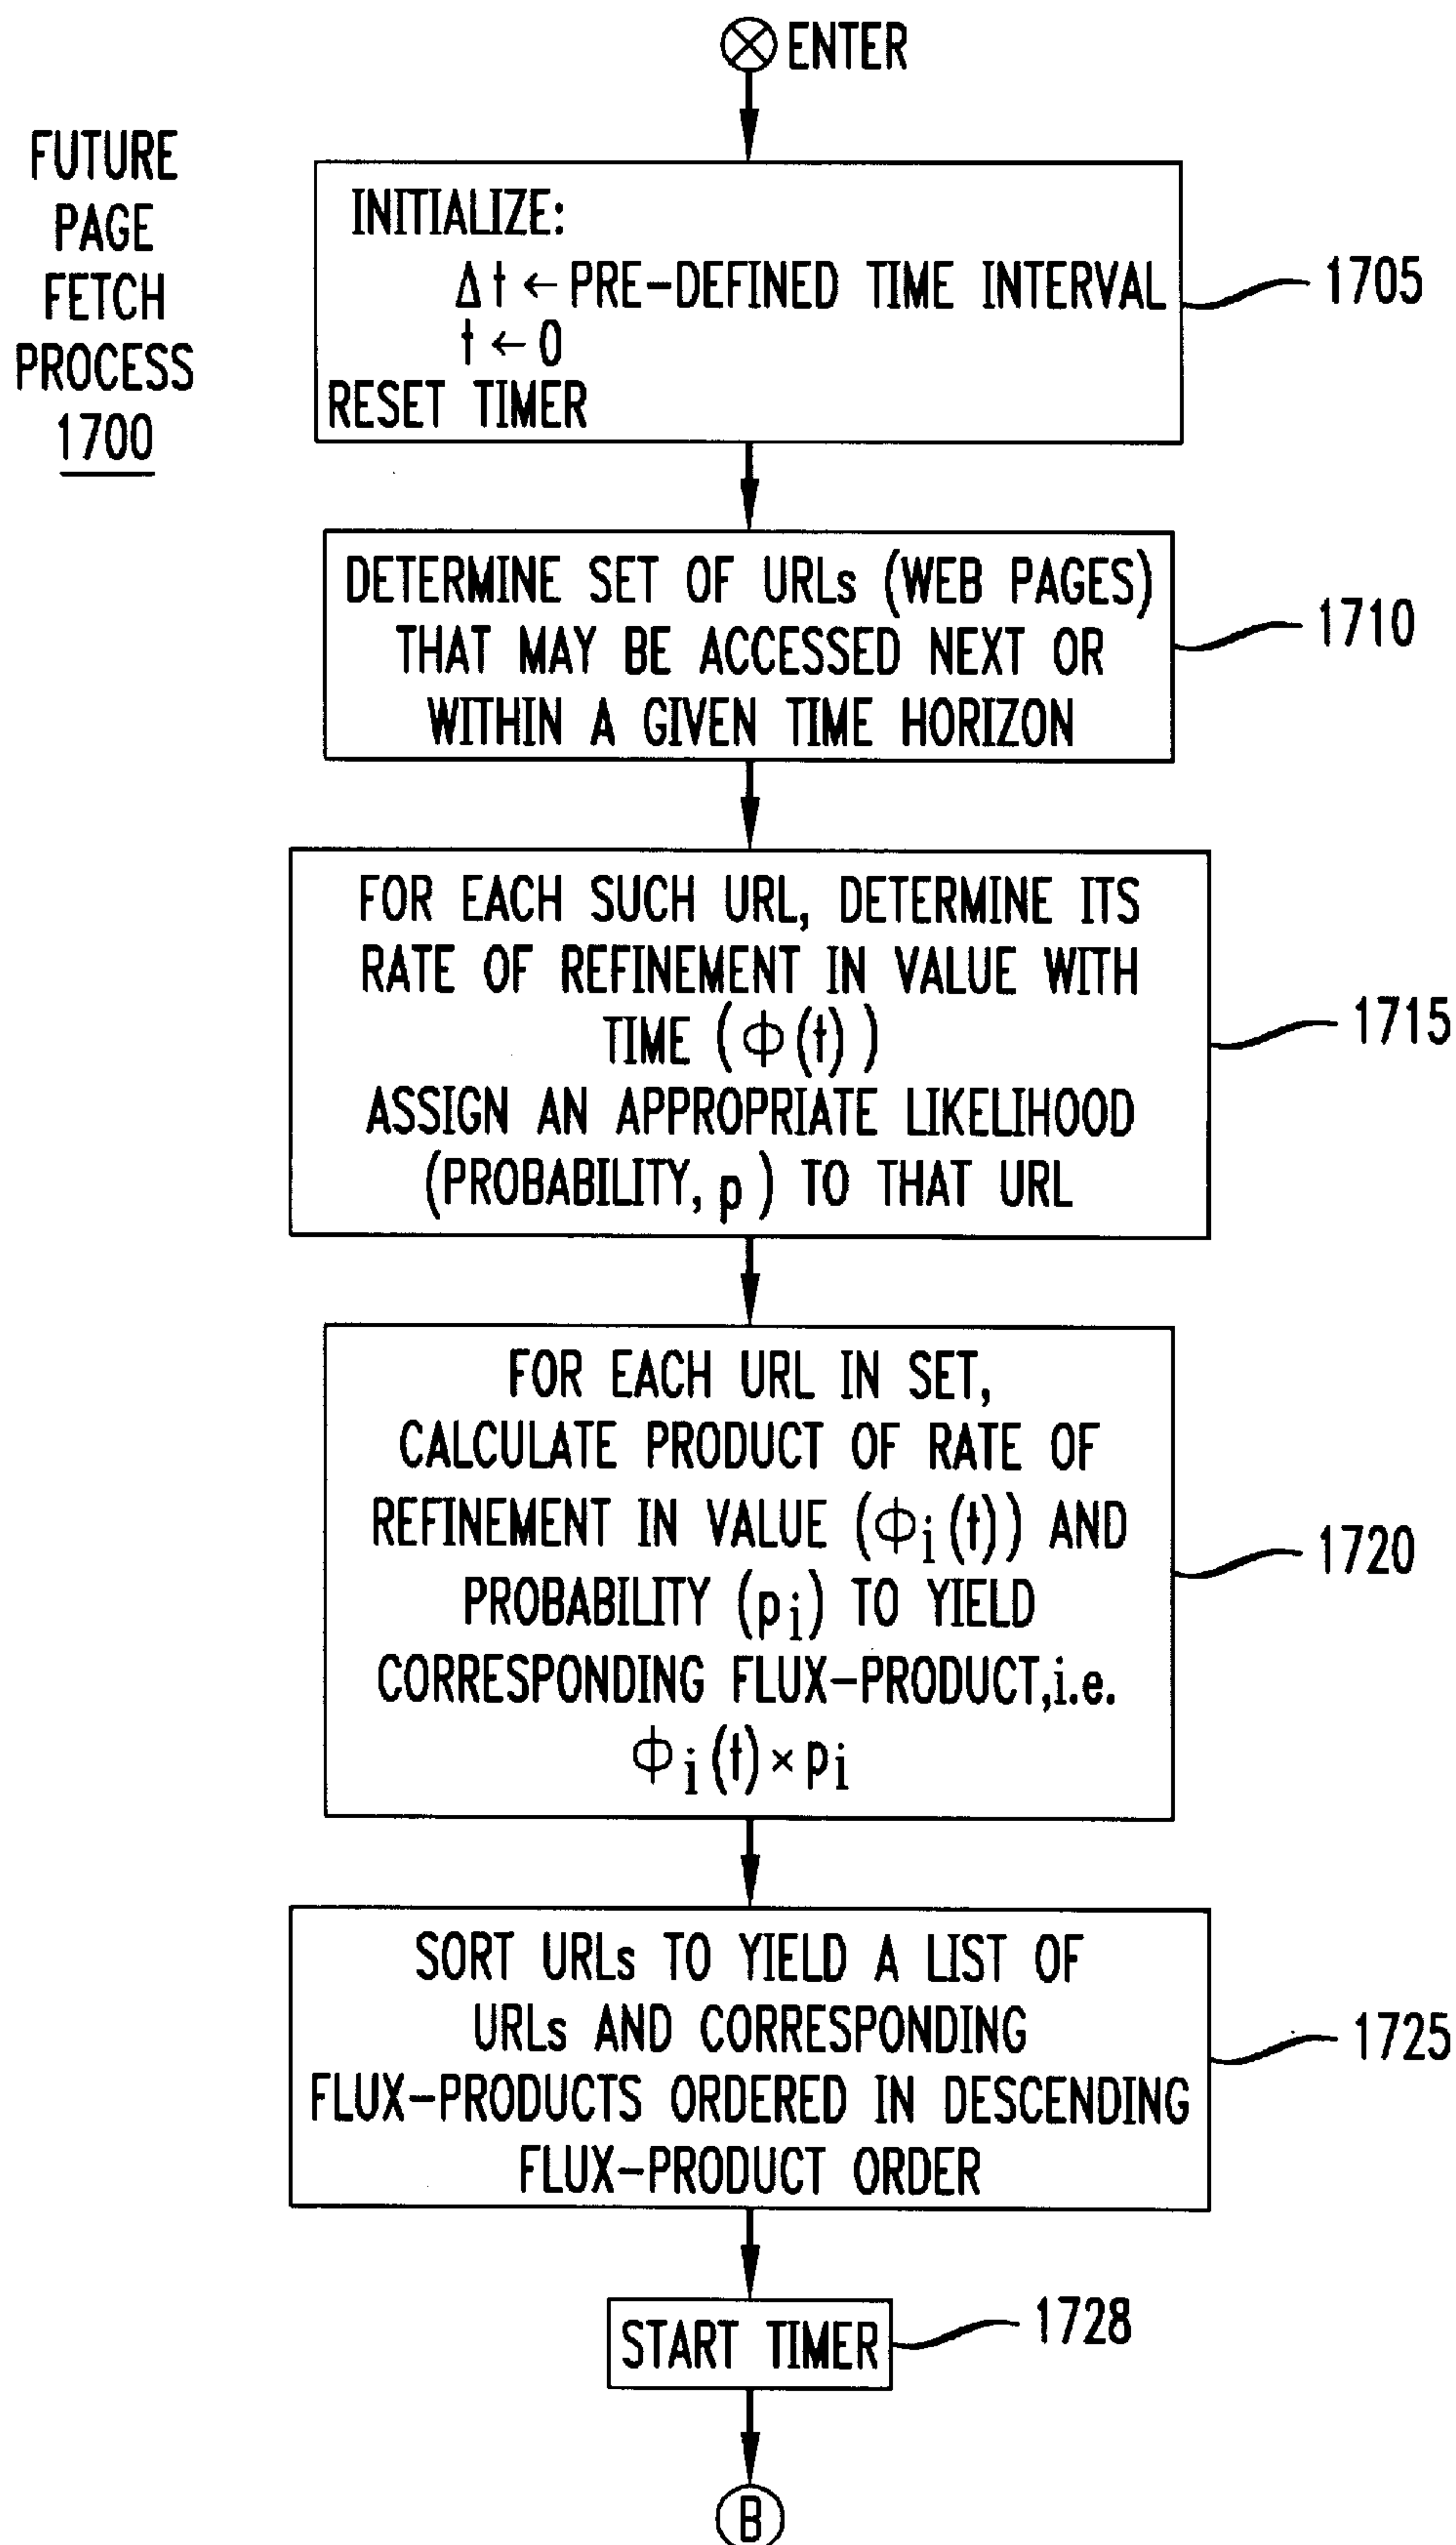 ENTER
FUTURE
PAGE
FETCH
PROCESS
1700
INITIALIZE:
Δt ← PRE-DEFINED TIME INTERVAL
t ← 0
RESET TIMER
1705
DETERMINE SET OF URLs (WEB PAGES)
THAT MAY BE ACCESSED NEXT OR
WITHIN A GIVEN TIME HORIZON
1710
FOR EACH SUCH URL, DETERMINE ITS
RATE OF REFINEMENT IN VALUE WITH
TIME (ϕ(t))
ASSIGN AN APPROPRIATE LIKELIHOOD
(PROBABILITY, p) TO THAT URL
1715
FOR EACH URL IN SET,
CALCULATE PRODUCT OF RATE OF
REFINEMENT IN VALUE (ϕi(t)) AND
PROBABILITY (pi) TO YIELD
CORRESPONDING FLUX-PRODUCT,i.e.
ϕi(t)×pi
1720
SORT URLs TO YIELD A LIST OF
URLs AND CORRESPONDING
FLUX-PRODUCTS ORDERED IN DESCENDING
FLUX-PRODUCT ORDER
1725
START TIMER
1728
B